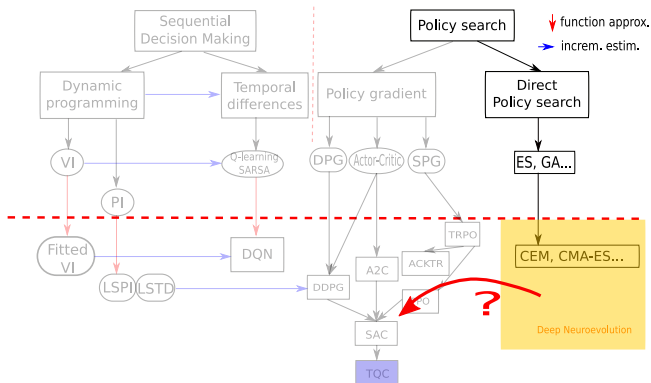 Sequential
Decision Making
Policy search
function approx.
increm. estim.
Dynamic
programming
Temporal
differences
Policy gradient
Direct
Policy search
VI
Q-learning
SARSA
DPG
Actor-Critic
SPG
ES, GA...
PI
Fitted
VI
DQN
TRPO
CEM, CMA-ES...
A2C
ACKTR
LSPI
LSTD
DDPG
PO
?
SAC
Deep Neuroevolution
TQC